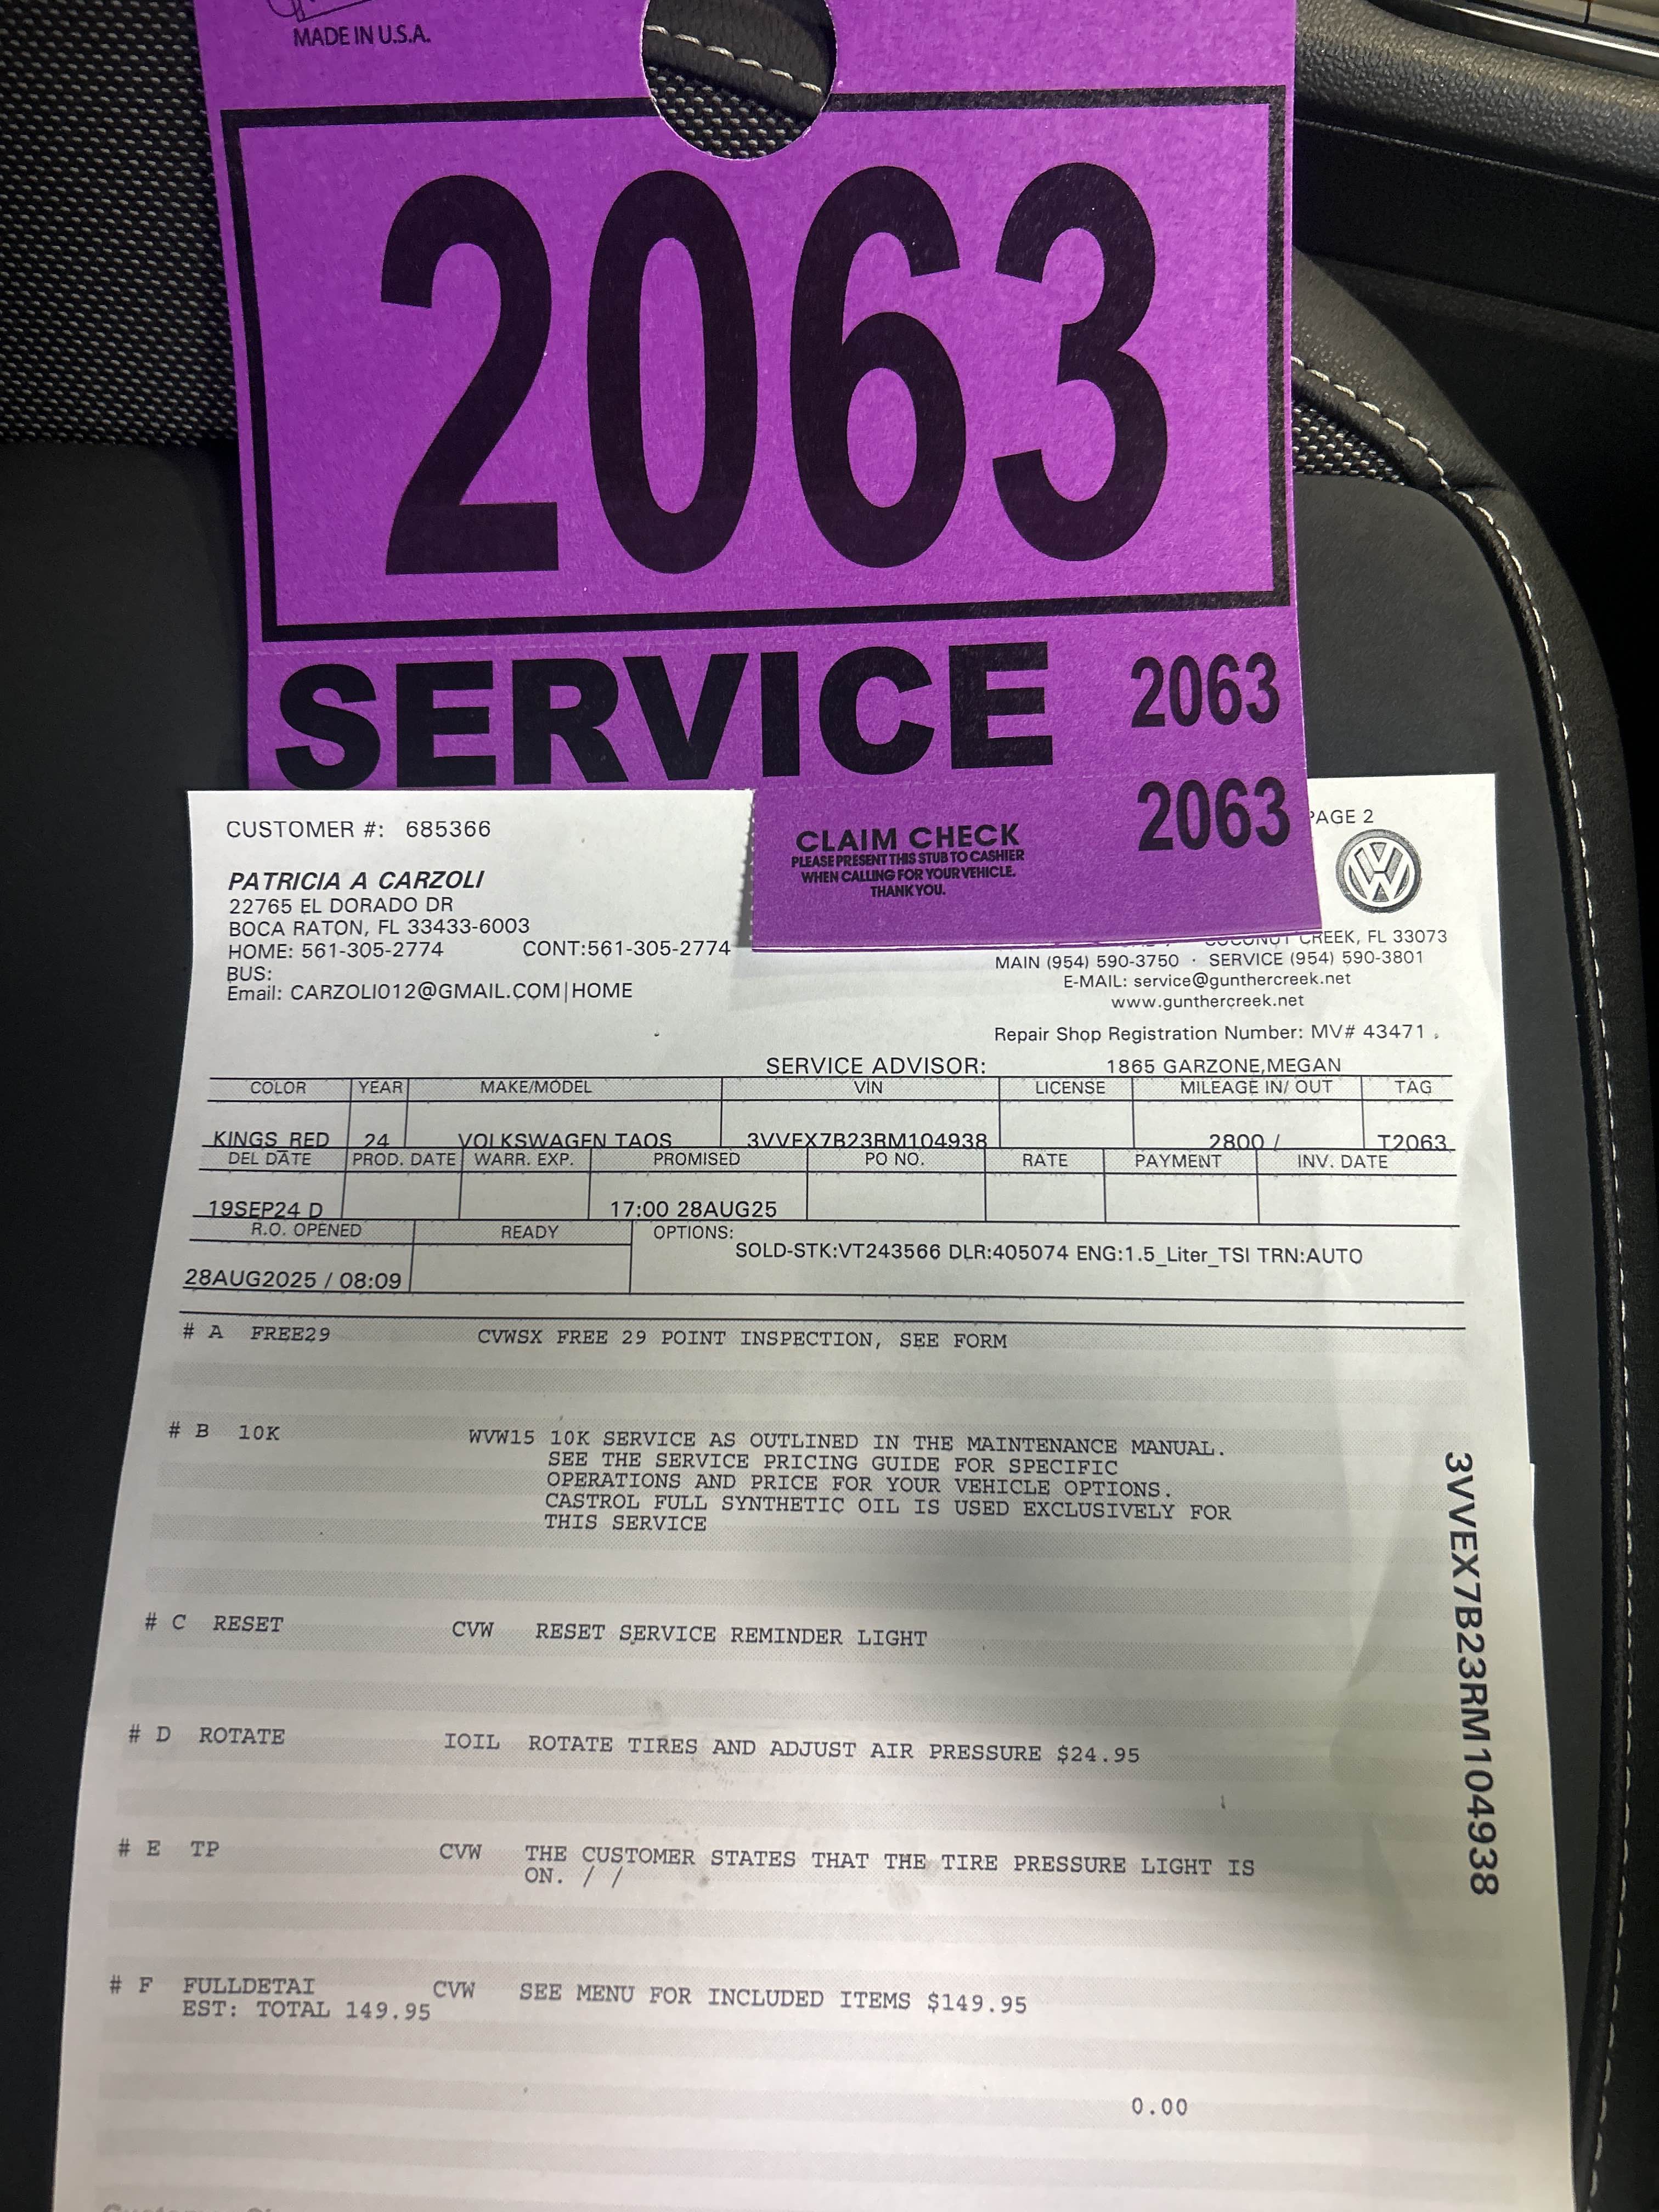 MADE IN U.S.A.
2063
SERVICE 2063
2063
CLAIM CHECK
PLEASE PRESENT THIS STUB TO CASHIER
WHEN CALLING FOR YOUR VEHICLE.
THANK YOU.
CUSTOMER #: 685366
PAGE 2
PATRICIA A CARZOLI
22765 EL DORADO DR
BOCA RATON, FL 33433-6003
HOME: 561-305-2774 CONT:561-305-2774
BUS:
Email: CARZOLI012@GMAIL.COM|HOME
COCONUT CREEK, FL 33073
MAIN (954) 590-3750 · SERVICE (954) 590-3801
E-MAIL: service@gunthercreek.net
www.gunthercreek.net
Repair Shop Registration Number: MV# 43471
SERVICE ADVISOR: 1865 GARZONE,MEGAN
COLOR YEAR MAKE/MODEL VIN LICENSE MILEAGE IN/ OUT TAG
KINGS RED 24 VOLKSWAGEN TAOS 3VVEX7B23RM104938 2800 / T2063
DEL DATE PROD. DATE WARR. EXP. PROMISED PO NO. RATE PAYMENT INV. DATE
19SEP24 D 17:00 28AUG25
R.O. OPENED READY OPTIONS:
SOLD-STK:VT243566 DLR:405074 ENG:1.5_Liter_TSI TRN:AUTO
28AUG2025 / 08:09
# A FREE29 CVWSX FREE 29 POINT INSPECTION, SEE FORM
# B 10K WVW15 10K SERVICE AS OUTLINED IN THE MAINTENANCE MANUAL.
SEE THE SERVICE PRICING GUIDE FOR SPECIFIC
OPERATIONS AND PRICE FOR YOUR VEHICLE OPTIONS.
CASTROL FULL SYNTHETIC OIL IS USED EXCLUSIVELY FOR
THIS SERVICE
# C RESET CVW RESET SERVICE REMINDER LIGHT
# D ROTATE IOIL ROTATE TIRES AND ADJUST AIR PRESSURE $24.95
# E TP CVW THE CUSTOMER STATES THAT THE TIRE PRESSURE LIGHT IS
ON. / /
# F FULLDETAI CVW SEE MENU FOR INCLUDED ITEMS $149.95
EST: TOTAL 149.95
0.00
3VVEX7B23RM104938